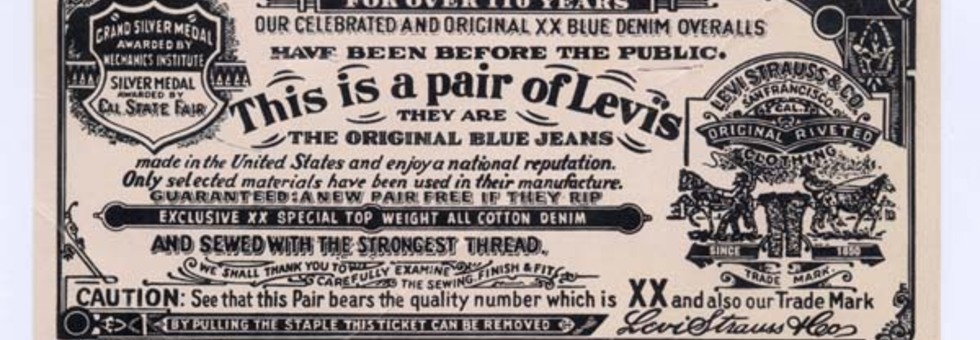 FOR OVER 110 YEARS
OUR CELEBRATED AND ORIGINAL XX BLUE DENIM OVERALLS
HAVE BEEN BEFORE THE PUBLIC.
This is a pair of Levi's
THEY ARE
THE ORIGINAL BLUE JEANS
made in the United States and enjoy a national reputation.
Only selected materials have been used in their manufacture.
GUARANTEED: A NEW PAIR FREE IF THEY RIP
EXCLUSIVE XX SPECIAL TOP WEIGHT ALL COTTON DENIM
AND SEWED WITH THE STRONGEST THREAD.
WE SHALL THANK YOU TO
CAREFULLY EXAMINE
THE SEWING, FINISH & FIT
CAUTION: See that this Pair bears the quality number which is XX and also our Trade Mark
BY PULLING THE STAPLE THIS TICKET CAN BE REMOVED
Levi Strauss & Co
GRAND SILVER MEDAL
AWARDED BY
MECHANICS INSTITUTE
SILVER MEDAL
AWARDED BY
CAL STATE FAIR
LEVI STRAUSS & CO.
SAN FRANCISCO.
CAL.
ORIGINAL RIVETED
CLOTHING
SINCE 1850
TRADE MARK.